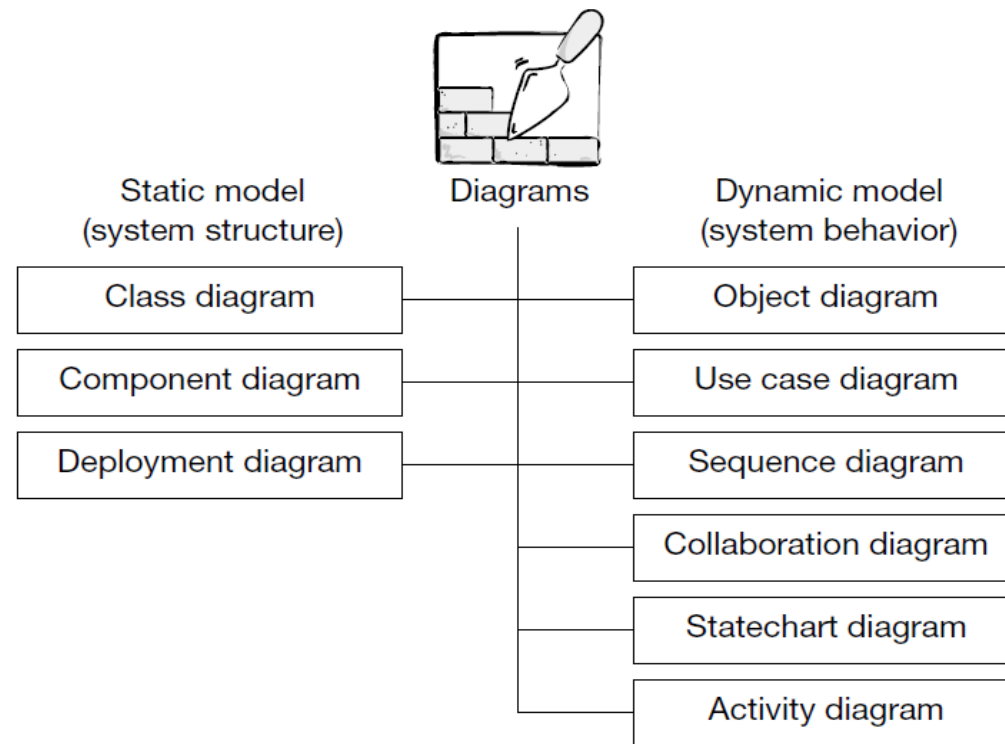 Static model
(system structure)
Diagrams
Dynamic model
(system behavior)
Class diagram
Object diagram
Component diagram
Use case diagram
Deployment diagram
Sequence diagram
Collaboration diagram
Statechart diagram
Activity diagram